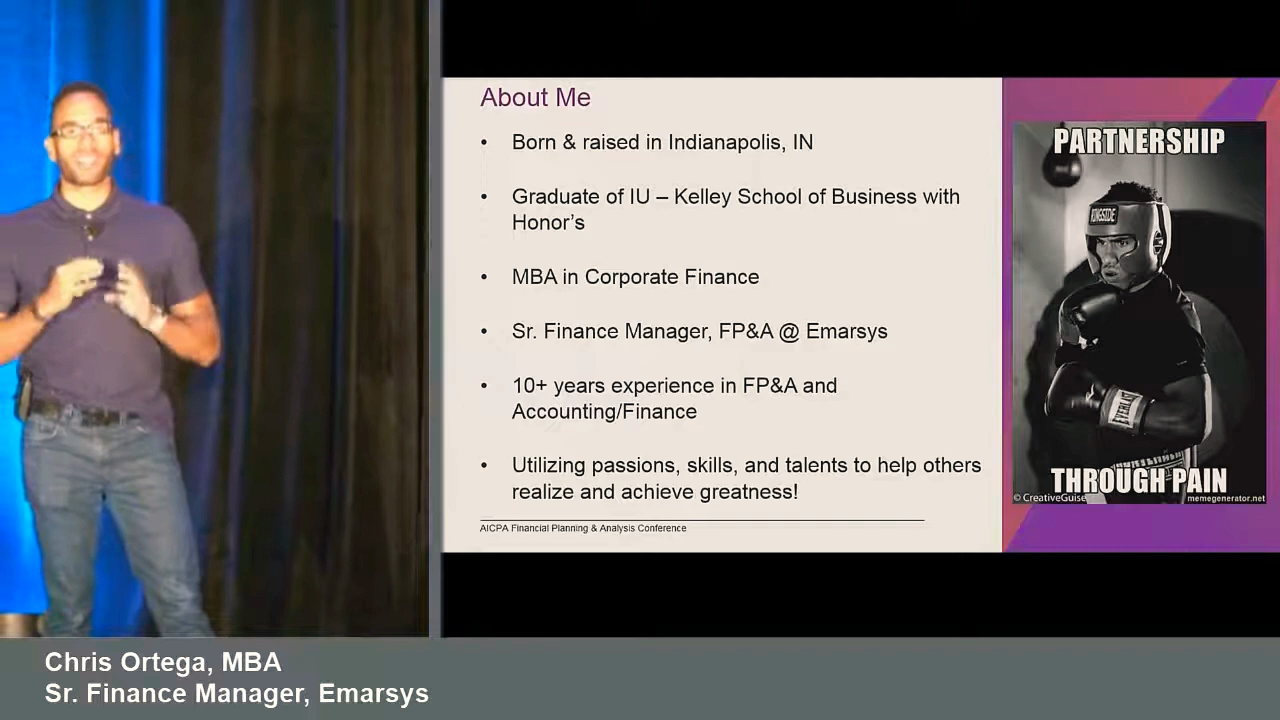 About Me
• Born & raised in Indianapolis, IN
• Graduate of IU – Kelley School of Business with
Honor's
• MBA in Corporate Finance
• Sr. Finance Manager, FP&A @ Emarsys
• 10+ years experience in FP&A and
Accounting/Finance
• Utilizing passions, skills, and talents to help others
realize and achieve greatness!
AICPA Financial Planning & Analysis Conference
PARTNERSHIP
RINGSIDE
EVERLAST
THROUGH PAIN
© CreativeGuise
memegenerator.net
Chris Ortega, MBA
Sr. Finance Manager, Emarsys